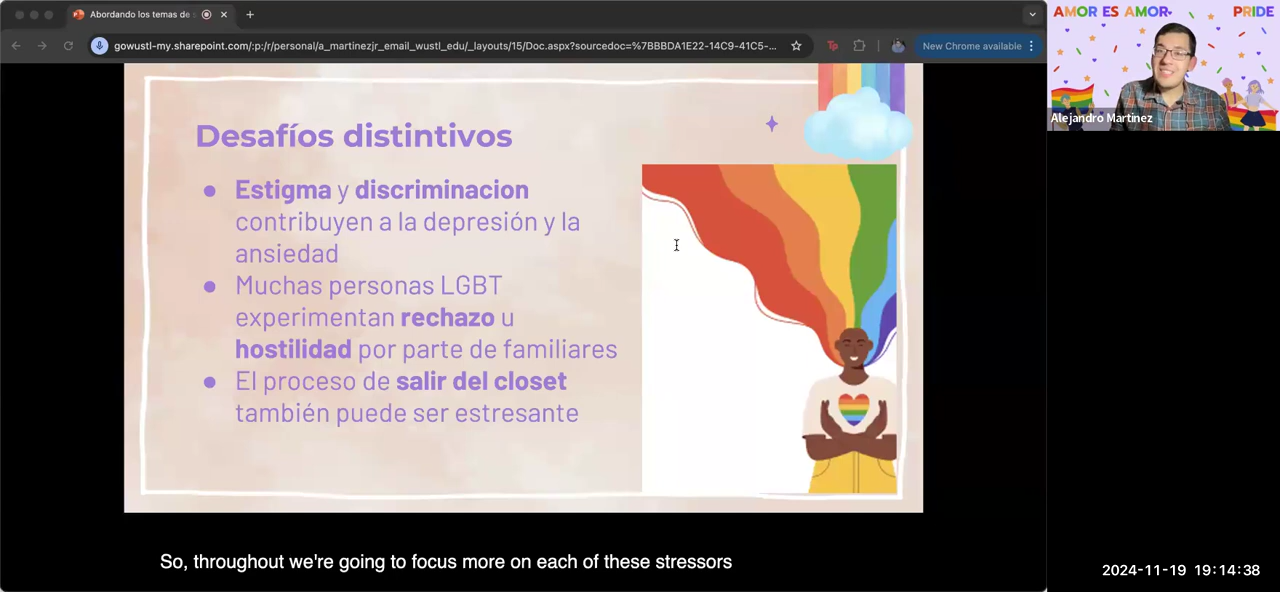 Abordando los temas de s
gowustl-my.sharepoint.com/:p:/r/personal/a_martinezjr_email_wustl_edu/_layouts/15/Doc.aspx?sourcedoc=%7BBBDA1E22-14C9-41C5-...
New Chrome available
AMOR ES AMOR
PRIDE
Alejandro Martinez
Desafíos distintivos
● Estigma y discriminacion
contribuyen a la depresión y la
ansiedad
● Muchas personas LGBT
experimentan rechazo u
hostilidad por parte de familiares
● El proceso de salir del closet
también puede ser estresante
So, throughout we're going to focus more on each of these stressors
2024-11-19 19:14:38